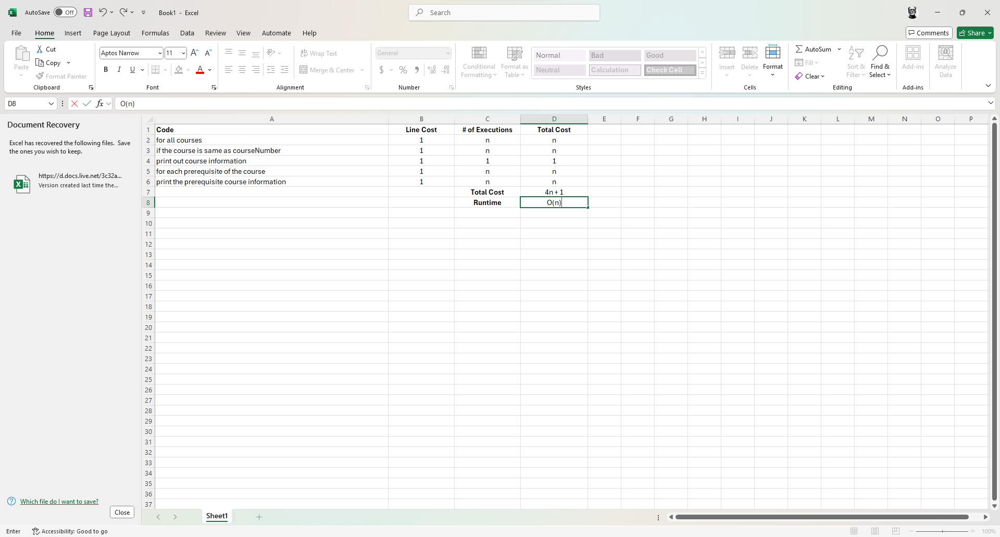 AutoSave Off Book1 - Excel Search
File Home Insert Page Layout Formulas Data Review View Automate Help Comments Share
Paste
Cut
Copy
Format Painter
Clipboard
Aptos Narrow 11 A A
B I U A
Font
ab Wrap Text
Merge & Center
Alignment
General
$ % 9 .00 .00
Number
Conditional Formatting
Format as Table
Normal Bad Good
Neutral Calculation Check Cell
Styles
Insert Delete Format
Cells
AutoSum
Fill
Clear
Sort & Filter
Find & Select
Editing
Add-ins
Add-ins
Analyze Data
D8 fx O(n)
Document Recovery
Excel has recovered the following files. Save
the ones you wish to keep.
https://d.docs.live.net/3c32a...
Version created last time the...
Which file do I want to save?
Close
A B C D E F G H I J K L M N O P
1 Code Line Cost # of Executions Total Cost
2 for all courses 1 n n
3 if the course is same as courseNumber 1 n n
4 print out course information 1 1 1
5 for each prerequisite of the course 1 n n
6 print the prerequisite course information 1 n n
7 Total Cost 4n + 1
8 Runtime O(n)
9
10
11
12
13
14
15
16
17
18
19
20
21
22
23
24
25
26
27
28
29
30
31
32
33
34
35
36
37
Sheet1
Enter Accessibility: Good to go 100%